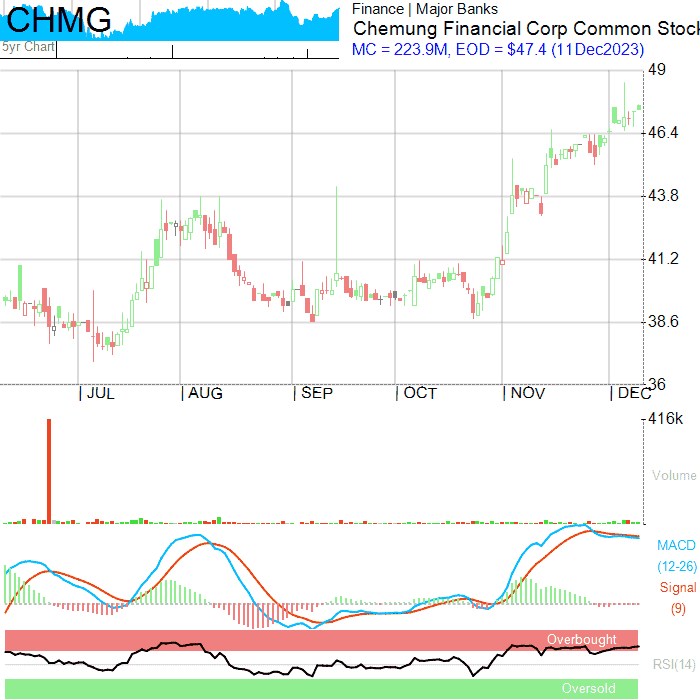 CHMG
5yr Chart
Finance | Major Banks
Chemung Financial Corp Common Stock
MC = 223.9M, EOD = $47.4 (11Dec2023)
49
46.4
43.8
41.2
38.6
36
JUL AUG SEP OCT NOV DEC
416k
Volume
MACD
(12-26)
Signal
(9)
Overbought
RSI(14)
Oversold